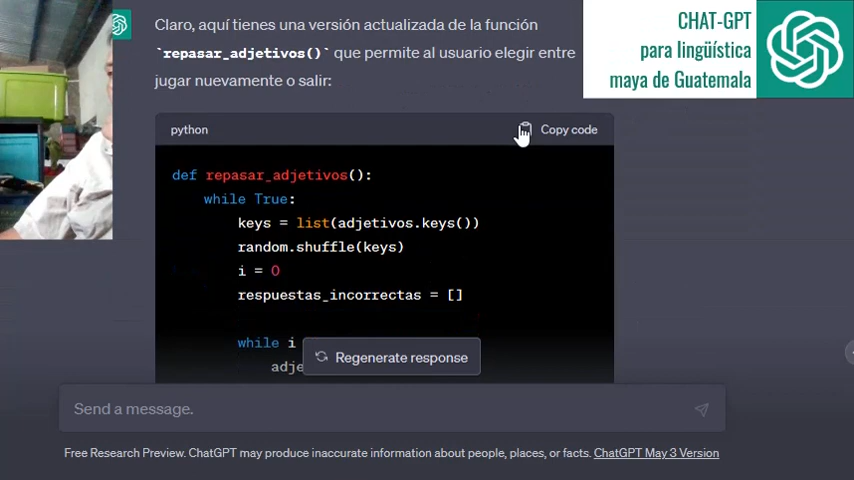 Claro, aquí tienes una versión actualizada de la función
`repasar_adjetivos()` que permite al usuario elegir entre
jugar nuevamente o salir:
CHAT-GPT
para lingüística
maya de Guatemala
python
Copy code
def repasar_adjetivos():
while True:
keys = list(adjetivos.keys())
random.shuffle(keys)
i = 0
respuestas_incorrectas = []
while i
adje
Regenerate response
Send a message.
Free Research Preview. ChatGPT may produce inaccurate information about people, places, or facts. ChatGPT May 3 Version